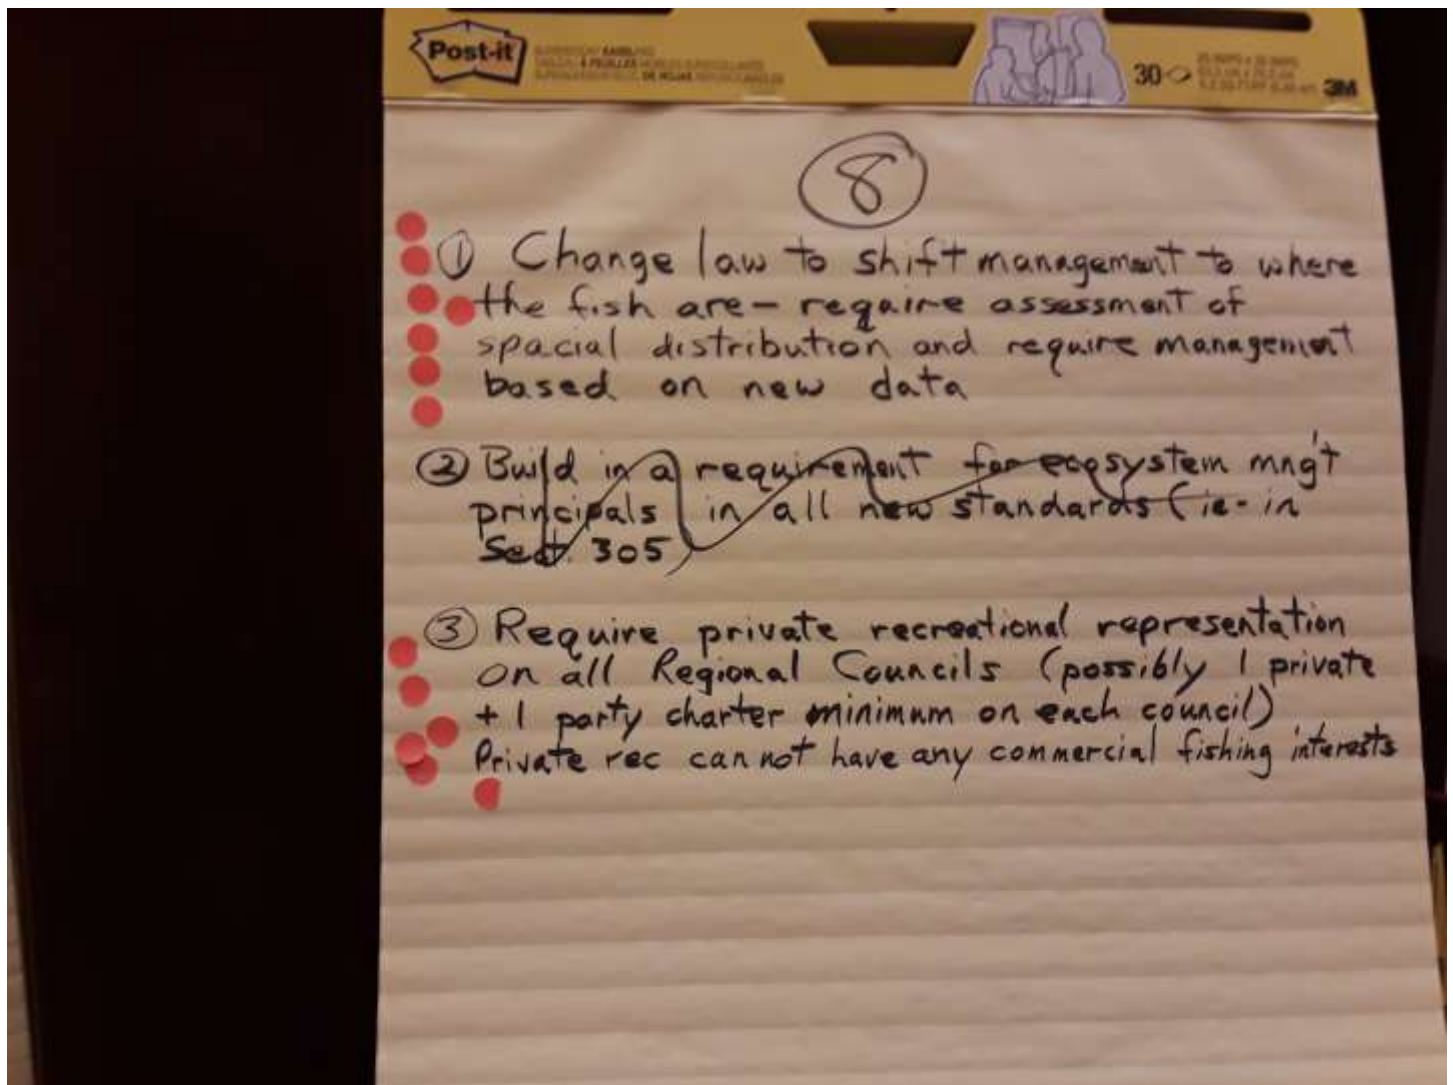 Post-it
30
3M
8
① Change law to shift management to where
the fish are — requaire assessment of
spacial distribution and require management
based on new data
② Build in a requirement for ecosystem mng't
principals in all new standards (ie - in
Sect. 305)
③ Require private recreational representation
on all Regional Councils (possibly 1 private
+ 1 party charter minimum on each council)
Private rec can not have any commercial fishing interests